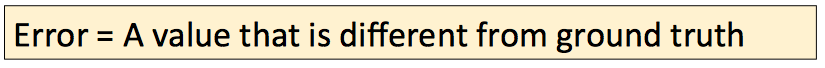 Error = A value that is different from ground truth